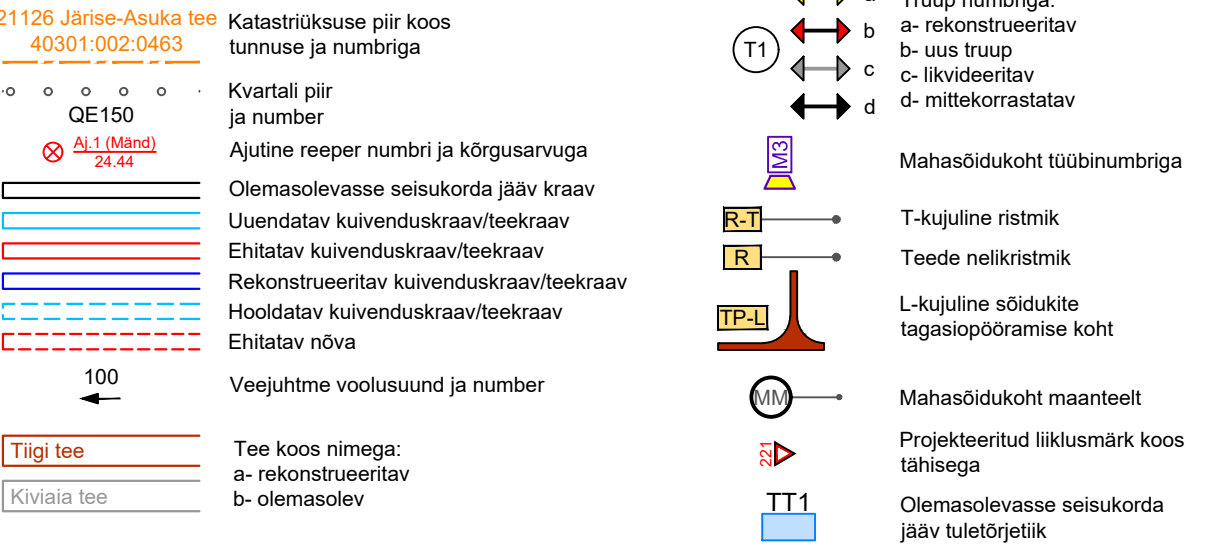 21126 Järise-Asuka tee
40301:002:0463
Katastriüksuse piir koos
tunnuse ja numbriga
QE150
Kvartali piir
ja number
Aj.1 (Mänd)
24.44
Ajutine reeper numbri ja kõrgusarvuga
Olemasolevasse seisukorda jääv kraav
Uuendatav kuivenduskraav/teekraav
Ehitatav kuivenduskraav/teekraav
Rekonstrueeritav kuivenduskraav/teekraav
Hooldatav kuivenduskraav/teekraav
Ehitatav nõva
100
Veejuhtme voolusuund ja number
Tiigi tee
Kiviaia tee
Tee koos nimega:
a- rekonstrueeritav
b- olemasolev
T1
a
b
c
d
Truup numbriga:
a- rekonstrueeritav
b- uus truup
c- likvideeritav
d- mittekorrastatav
M3
Mahasõidukoht tüübinumbriga
R-T
T-kujuline ristmik
R
Teede nelikristmik
TP-L
L-kujuline sõidukite
tagasiopööramise koht
MM
Mahasõidukoht maanteelt
221
Projekteeritud liiklusmärk koos
tähisega
TT1
Olemasolevasse seisukorda
jääv tuletõrjetiik